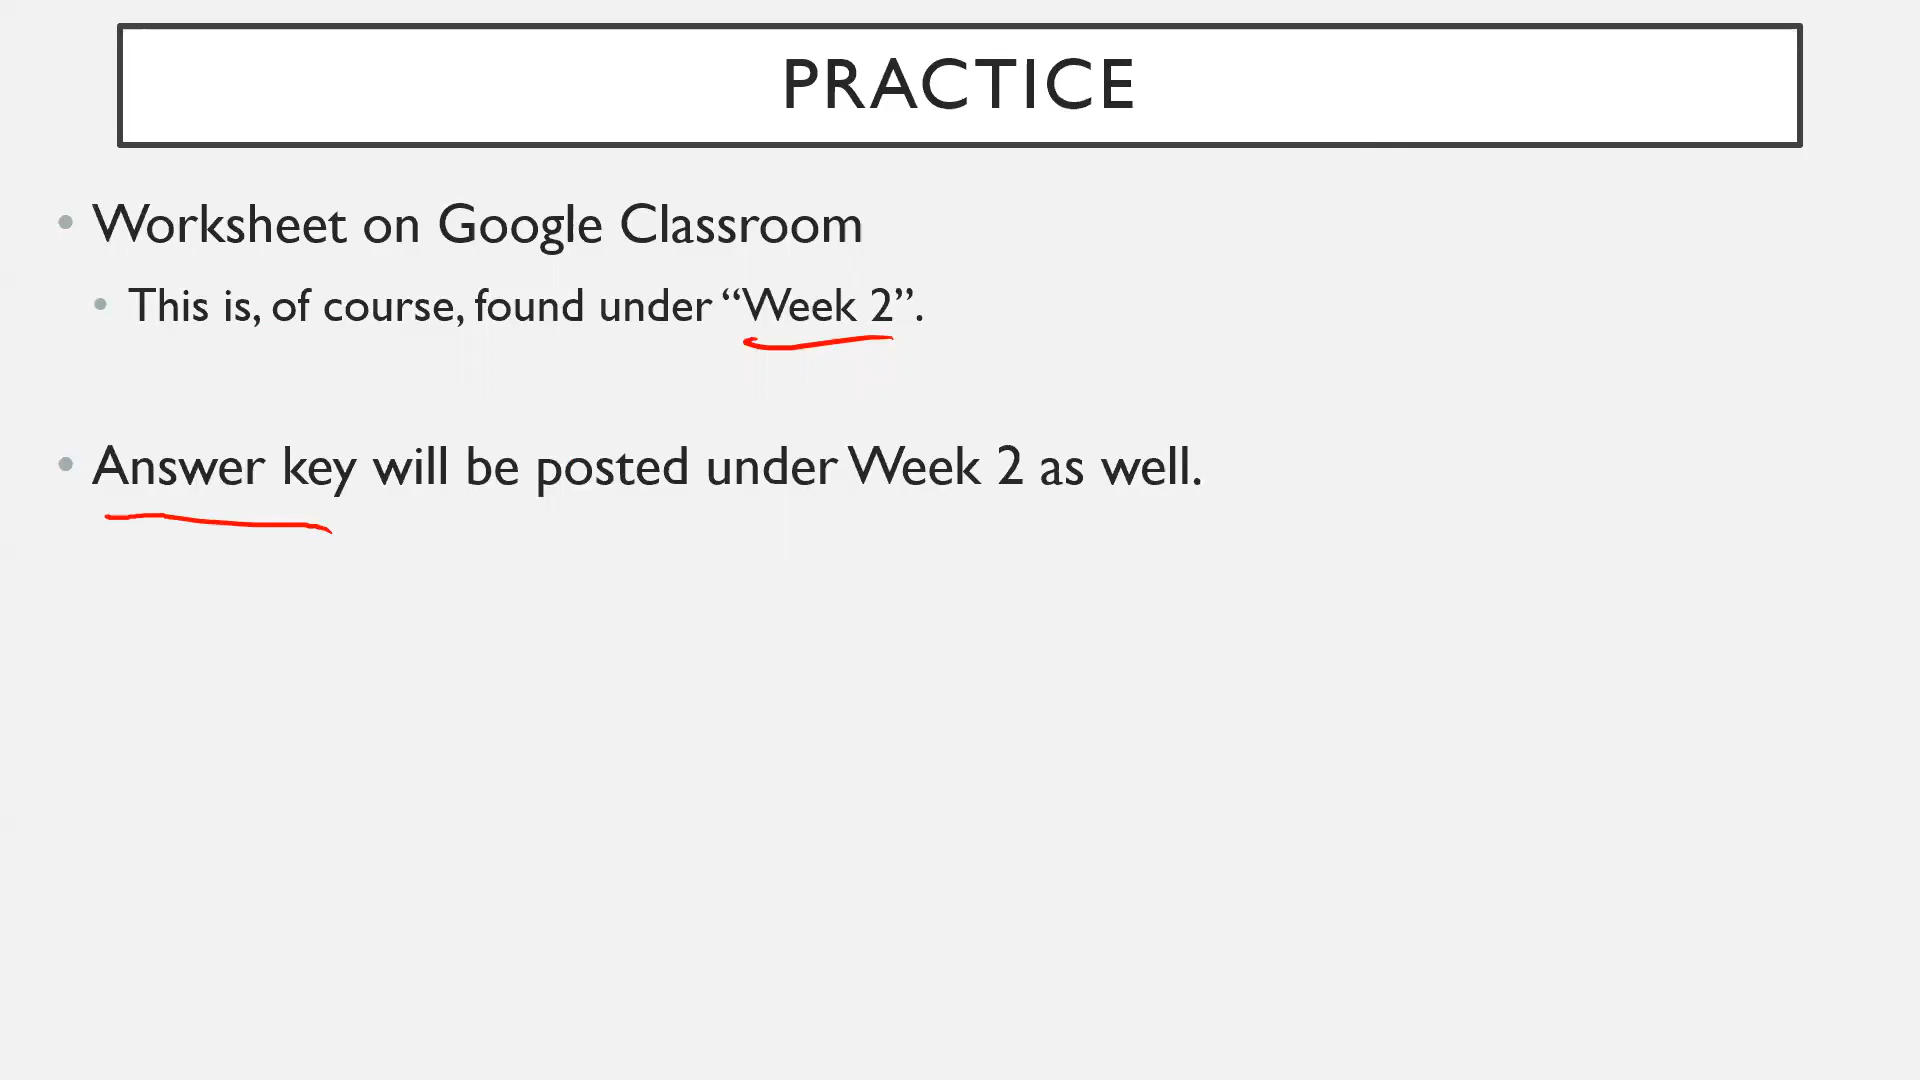 PRACTICE
• Worksheet on Google Classroom
• This is, of course, found under “Week 2”.
• Answer key will be posted under Week 2 as well.